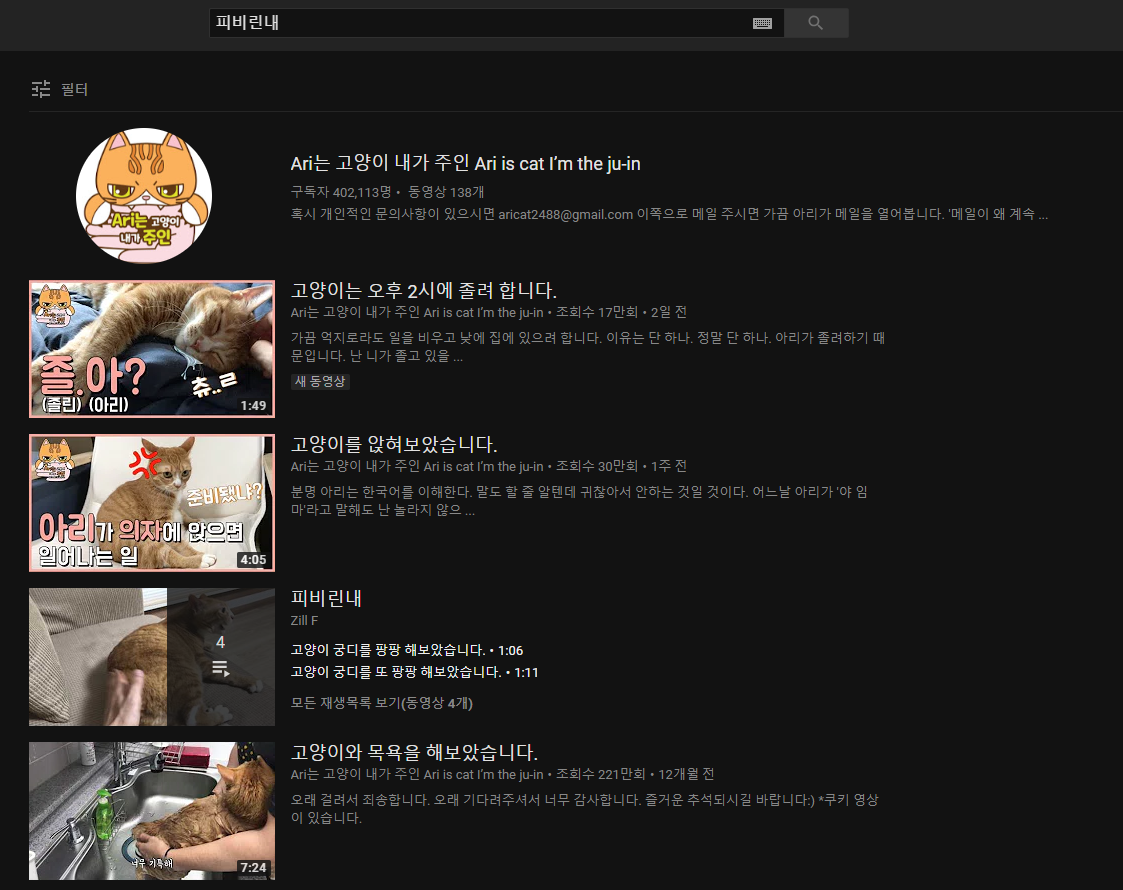 피비린내
필터
Ari는 고양이 내가 주인
Ari는 고양이 내가 주인 Ari is cat I’m the ju-in
구독자 402,113명 • 동영상 138개
혹시 개인적인 문의사항이 있으시면 aricat2488@gmail.com 이쪽으로 메일 주시면 가끔 아리가 메일을 열어봅니다. '메일이 왜 계속 ...
졸.아?
(졸린) (아리)
츄..ㄹ
1:49
고양이는 오후 2시에 졸려 합니다.
Ari는 고양이 내가 주인 Ari is cat I’m the ju-in • 조회수 17만회 • 2일 전
가끔 억지로라도 일을 비우고 낮에 집에 있으려 합니다. 이유는 단 하나. 정말 단 하나. 아리가 졸려하기 때
문입니다. 난 니가 졸고 있을 ...
새 동영상
준비됐냐?
아리가 의자에 앉으면
일어나는 일
4:05
고양이를 앉혀보았습니다.
Ari는 고양이 내가 주인 Ari is cat I’m the ju-in • 조회수 30만회 • 1주 전
분명 아리는 한국어를 이해한다. 말도 할 줄 알텐데 귀찮아서 안하는 것일 것이다. 어느날 아리가 '야 임
마'라고 말해도 난 놀라지 않으 ...
4
피비린내
Zill F
고양이 궁디를 팡팡 해보았습니다. • 1:06
고양이 궁디를 또 팡팡 해보았습니다. • 1:11
모든 재생목록 보기(동영상 4개)
너무 기특해
7:24
고양이와 목욕을 해보았습니다.
Ari는 고양이 내가 주인 Ari is cat I’m the ju-in • 조회수 221만회 • 12개월 전
오래 걸려서 죄송합니다. 오래 기다려주셔서 너무 감사합니다. 즐거운 추석되시길 바랍니다:) *쿠키 영상
이 있습니다.